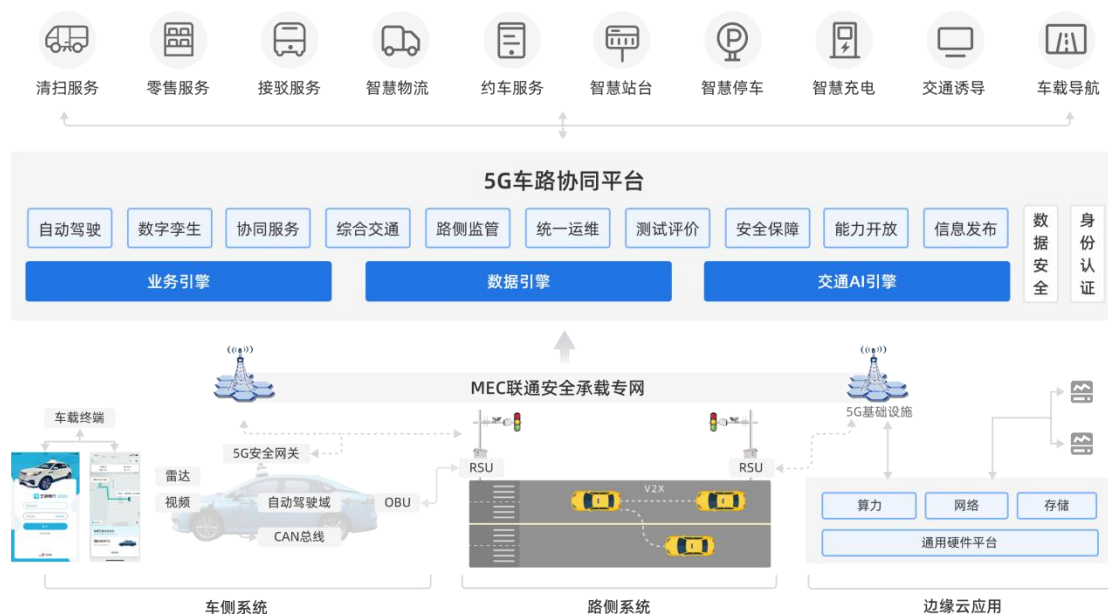 清扫服务
零售服务
接驳服务
智慧物流
约车服务
智慧站台
智慧停车
智慧充电
交通诱导
车载导航
5G车路协同平台
自动驾驶
数字孪生
协同服务
综合交通
路侧监管
统一运维
测试评价
安全保障
能力开放
信息发布
业务引擎
数据引擎
交通AI引擎
数据安全
身份认证
MEC联通安全承载专网
5G基础设施
车载终端
5G安全网关
雷达
视频
自动驾驶域
OBU
CAN总线
RSU
RSU
V2X
算力
网络
存储
通用硬件平台
车侧系统
路侧系统
边缘云应用